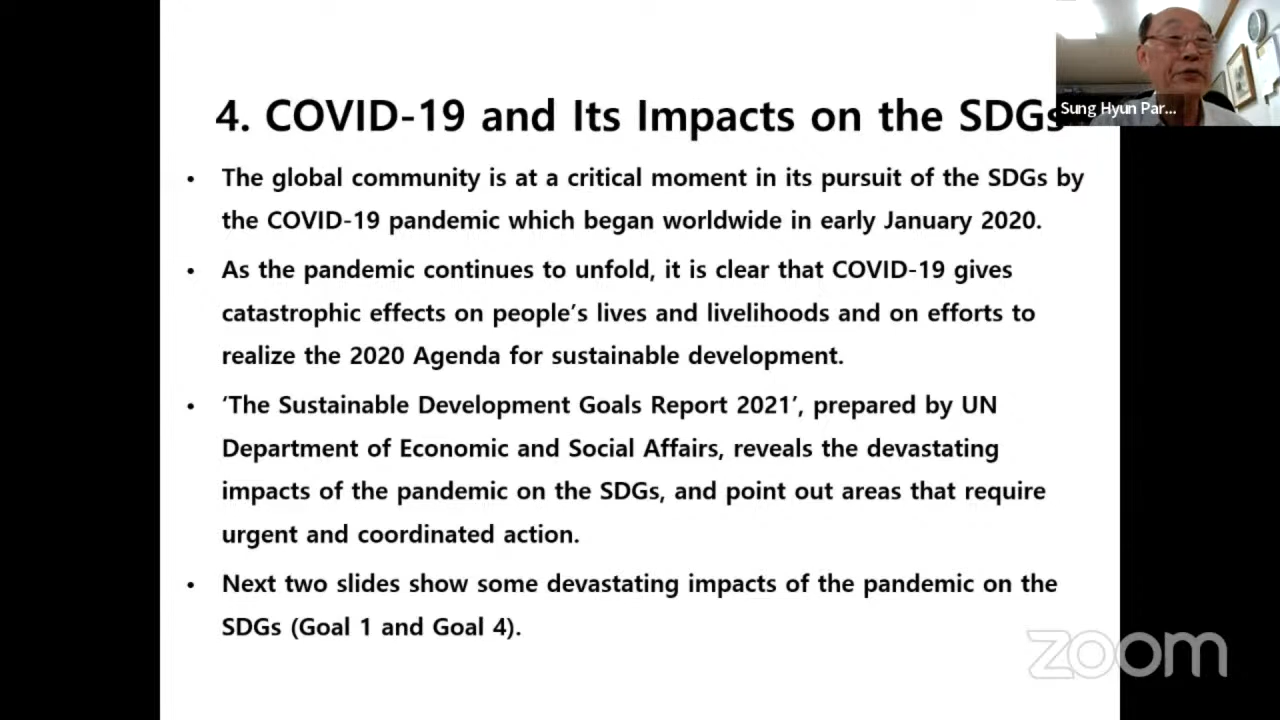 4. COVID-19 and Its Impacts on the SDGs
Sung Hyun Par...
• The global community is at a critical moment in its pursuit of the SDGs by
the COVID-19 pandemic which began worldwide in early January 2020.
• As the pandemic continues to unfold, it is clear that COVID-19 gives
catastrophic effects on people’s lives and livelihoods and on efforts to
realize the 2020 Agenda for sustainable development.
• ‘The Sustainable Development Goals Report 2021’, prepared by UN
Department of Economic and Social Affairs, reveals the devastating
impacts of the pandemic on the SDGs, and point out areas that require
urgent and coordinated action.
• Next two slides show some devastating impacts of the pandemic on the
SDGs (Goal 1 and Goal 4).
zoom